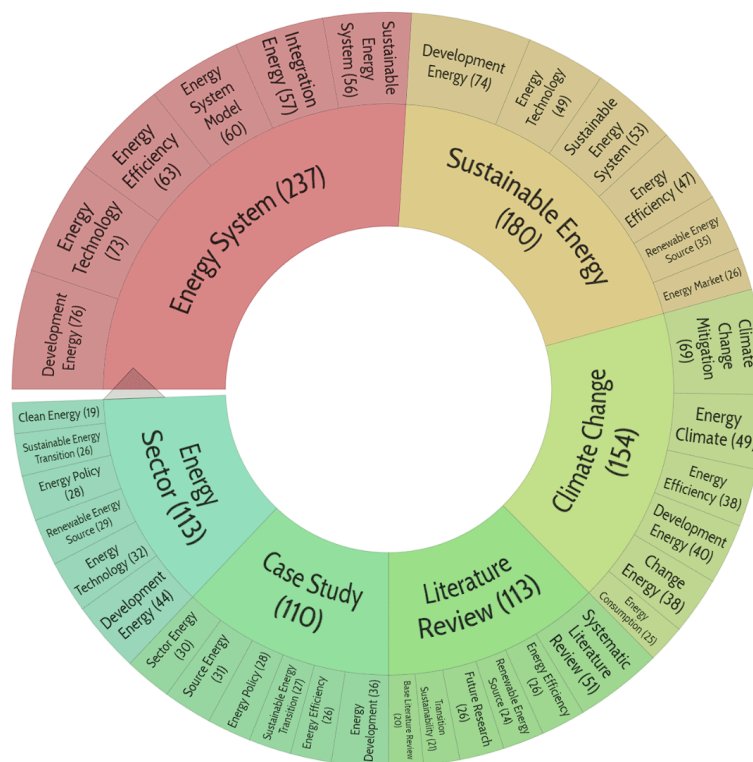 Energy System (237)
Development
Energy (76)
Energy
Technology
(73)
Energy
Efficiency
(63)
Energy
System
Model
(60)
Integration
Energy (57)
Sustainable
Energy
System (56)
Sustainable Energy
(180)
Development
Energy (74)
Energy
Technology
(49)
Sustainable
Energy
System (53)
Energy
Efficiency (47)
Renewable Energy
Source (35)
Energy Market (26)
Climate Change
(154)
Climate
Change
Mitigation
(69)
Energy
Climate (49)
Energy
Efficiency (38)
Development
Energy (40)
Change
Energy (38)
Energy
Consumption (25)
Literature
Review (113)
Systematic
Literature
Review (51)
Energy Efficiency
(26)
Renewable Energy
Source (24)
Future Research
(26)
Transition
Sustainability (21)
Base Literature Review
(20)
Case Study
(110)
Energy
Development (36)
Energy Efficiency
(26)
Sustainable Energy
Transition (27)
Energy Policy (28)
Source Energy
(31)
Sector Energy
(30)
Energy
Sector (113)
Development
Energy (44)
Energy
Technology (32)
Renewable Energy
Source (29)
Energy Policy
(28)
Sustainable Energy
Transition (26)
Clean Energy (19)